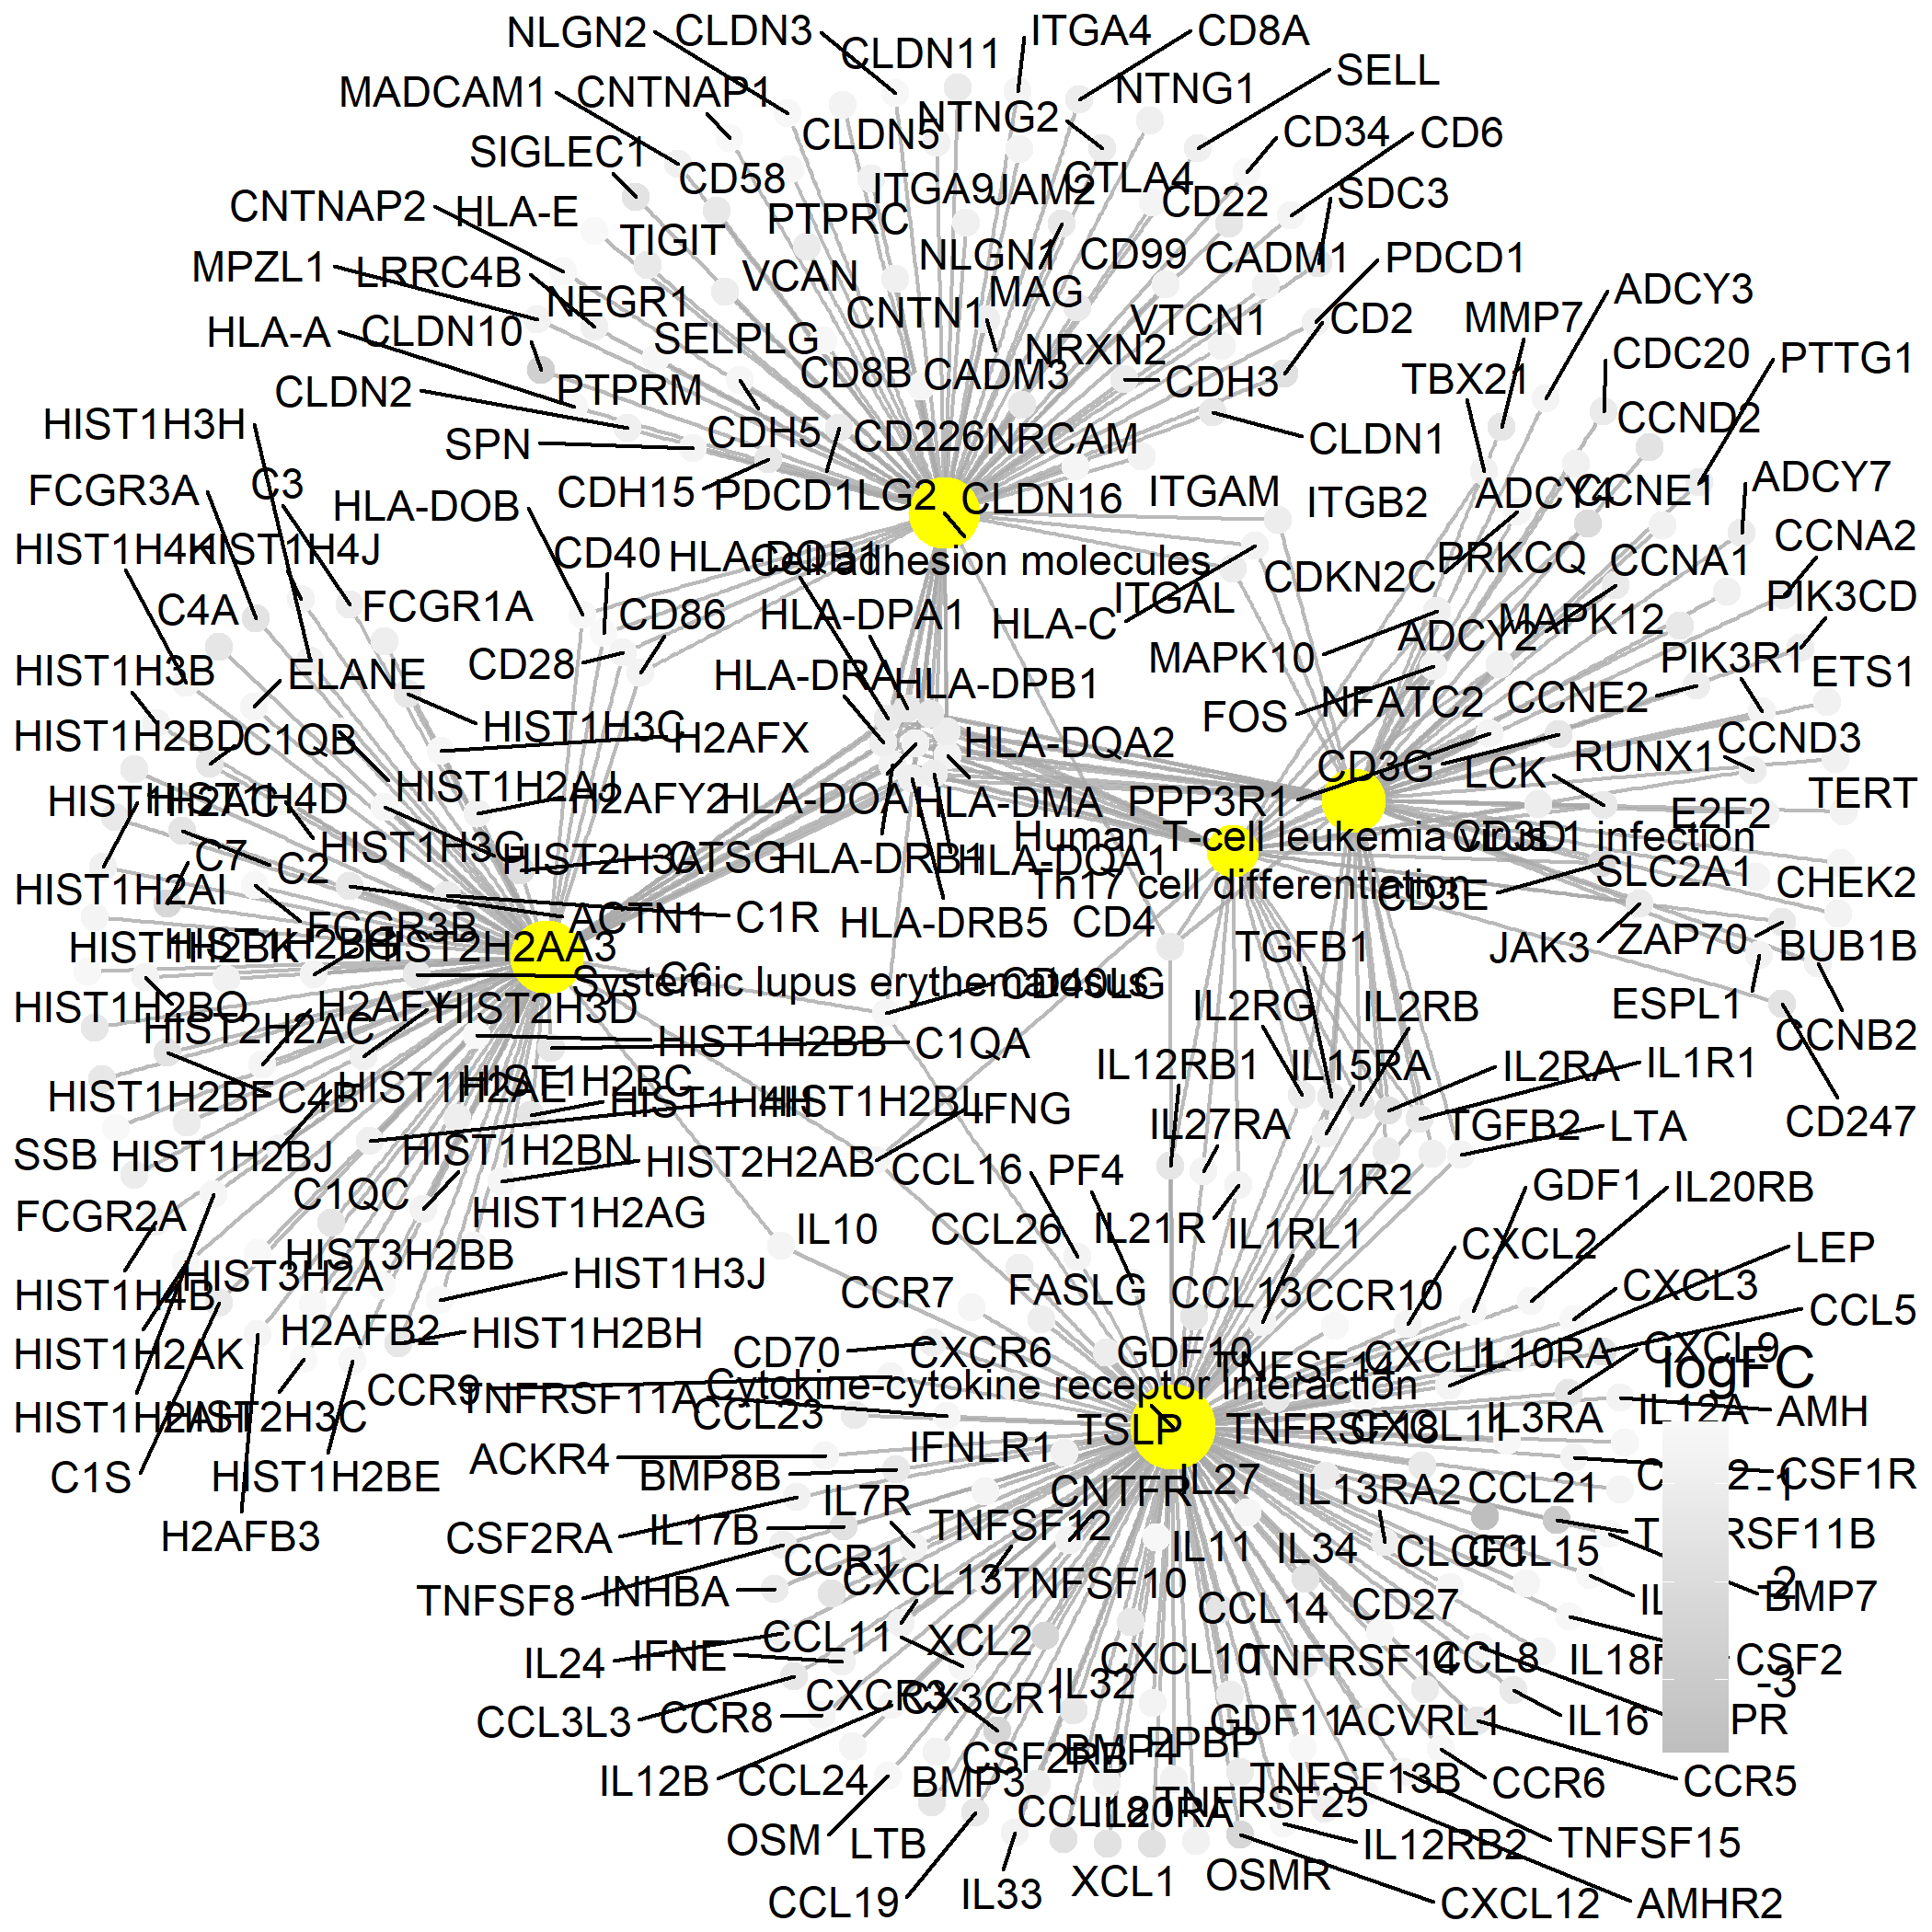 NLGN2
CLDN3
CLDN11
ITGA4
CD8A
MADCAM1
CNTNAP1
NTNG2
NTNG1
SELL
SIGLEC1
CLDN5
CD34
CD6
CNTNAP2
HLA-E
CD58
ITGA9
JAM2
CTLA4
CD22
SDC3
MPZL1
LRRC4B
TIGIT
PTPRC
NLGN1
CD99
CADM1
PDCD1
ADCY3
HLA-A
CLDN10
NEGR1
VCAN
CNTN1
MAG
VTCN1
CD2
MMP7
CDC20
PTTG1
CLDN2
PTPRM
SELPLG
CD8B
CADM3
NRXN2
CDH3
TBX21
CCND2
HIST1H3H
SPN
CDH5
CD226
NRCAM
CLDN1
FCGR3A
C3
HLA-DOB
CDH15
PDCD1LG2
CLDN16
ITGAM
ITGB2
ADCY4
CCNE1
ADCY7
HIST1H4K
HIST1H4J
CD40
HLA-DQB1
Cell adhesion molecules
CDKN2C
PRKCQ
CCNA1
CCNA2
C4A
FCGR1A
CD86
HLA-DPA1
HLA-C
ITGAL
MAPK10
ADCY2
MAPK12
PIK3CD
HIST1H3B
ELANE
CD28
HLA-DRA
HLA-DPB1
FOS
NFATC2
CCNE2
PIK3R1
ETS1
HIST1H2BD
C1QB
HIST1H3C
H2AFX
HLA-DQA2
CD3G
LCK
RUNX1
CCND3
HIST1H2AC
HIST1H4D
HIST1H2AJ
H2AFY2
HLA-DOA
HLA-DMA
PPP3R1
E2F2
TERT
C7
C2
HIST1H3G
HIST2H3A
CTSG
HLA-DRB1
HLA-DQA1
Human T-cell leukemia virus 1 infection
CD3D
HIST1H2AI
FCGR3B
ACTN1
C1R
HLA-DRB5
CD4
Th17 cell differentiation
CD3E
SLC2A1
CHEK2
HIST1H2BK
HIST1H2BG
HIST2H2AA3
C6
Systemic lupus erythematosus
CD40LG
TGFB1
JAK3
ZAP70
BUB1B
HIST1H2BO
HIST2H2AC
H2AFY
HIST2H3D
HIST1H2BB
C1QA
IL2RG
IL2RB
ESPL1
CCNB2
HIST1H2BF
C4B
HIST1H2AE
HIST1H2BC
HIST1H4H
HIST1H2BL
IFNG
IL12RB1
IL15RA
IL2RA
IL1R1
CD247
SSB
HIST1H2BJ
HIST1H2BN
HIST2H2AB
CCL16
PF4
IL27RA
TGFB2
LTA
FCGR2A
C1QC
HIST1H2AG
IL10
CCL26
IL21R
IL1RL1
IL1R2
GDF1
IL20RB
HIST1H4B
HIST3H2A
HIST3H2BB
HIST1H3J
CCR7
FASLG
CCL13
CCR10
CXCL2
CXCL3
LEP
CCL5
HIST1H2AK
H2AFB2
HIST1H2BH
CD70
CXCR6
GDF10
TNFSF14
CXCL1
IL10RA
CXCL9
logFC
HIST1H2AH
HIST2H3C
CCR9
TNFRSF11A
Cytokine-cytokine receptor interaction
CCL23
TSLP
TNFRSF18
CXCL11
IL3RA
IL12A
AMH
C1S
HIST1H2BE
ACKR4
BMP8B
IFNLR1
CNTFR
IL27
IL13RA2
CCL21
CSF1R
-1
H2AFB3
CSF2RA
IL17B
IL7R
TNFSF12
IL11
IL34
CLCF1
CCL15
TNFSF8
INHBA
CCR1
CXCL13
TNFSF10
CCL14
CD27
-2
BMP7
IL24
IFNE
CCL11
XCL2
CXCL10
TNFRSF14
CCL8
CSF2
-3
CCL3L3
CCR8
CXCR3
CX3CR1
IL32
GDF11
ACVRL1
IL16
IL12B
CCL24
BMP3
CSF2RB
BMP4
PPBP
TNFSF13B
CCR6
CCR5
OSM
LTB
CCL18
IL20RA
TNFRSF25
IL12RB2
TNFSF15
CCL19
IL33
XCL1
OSMR
CXCL12
AMHR2